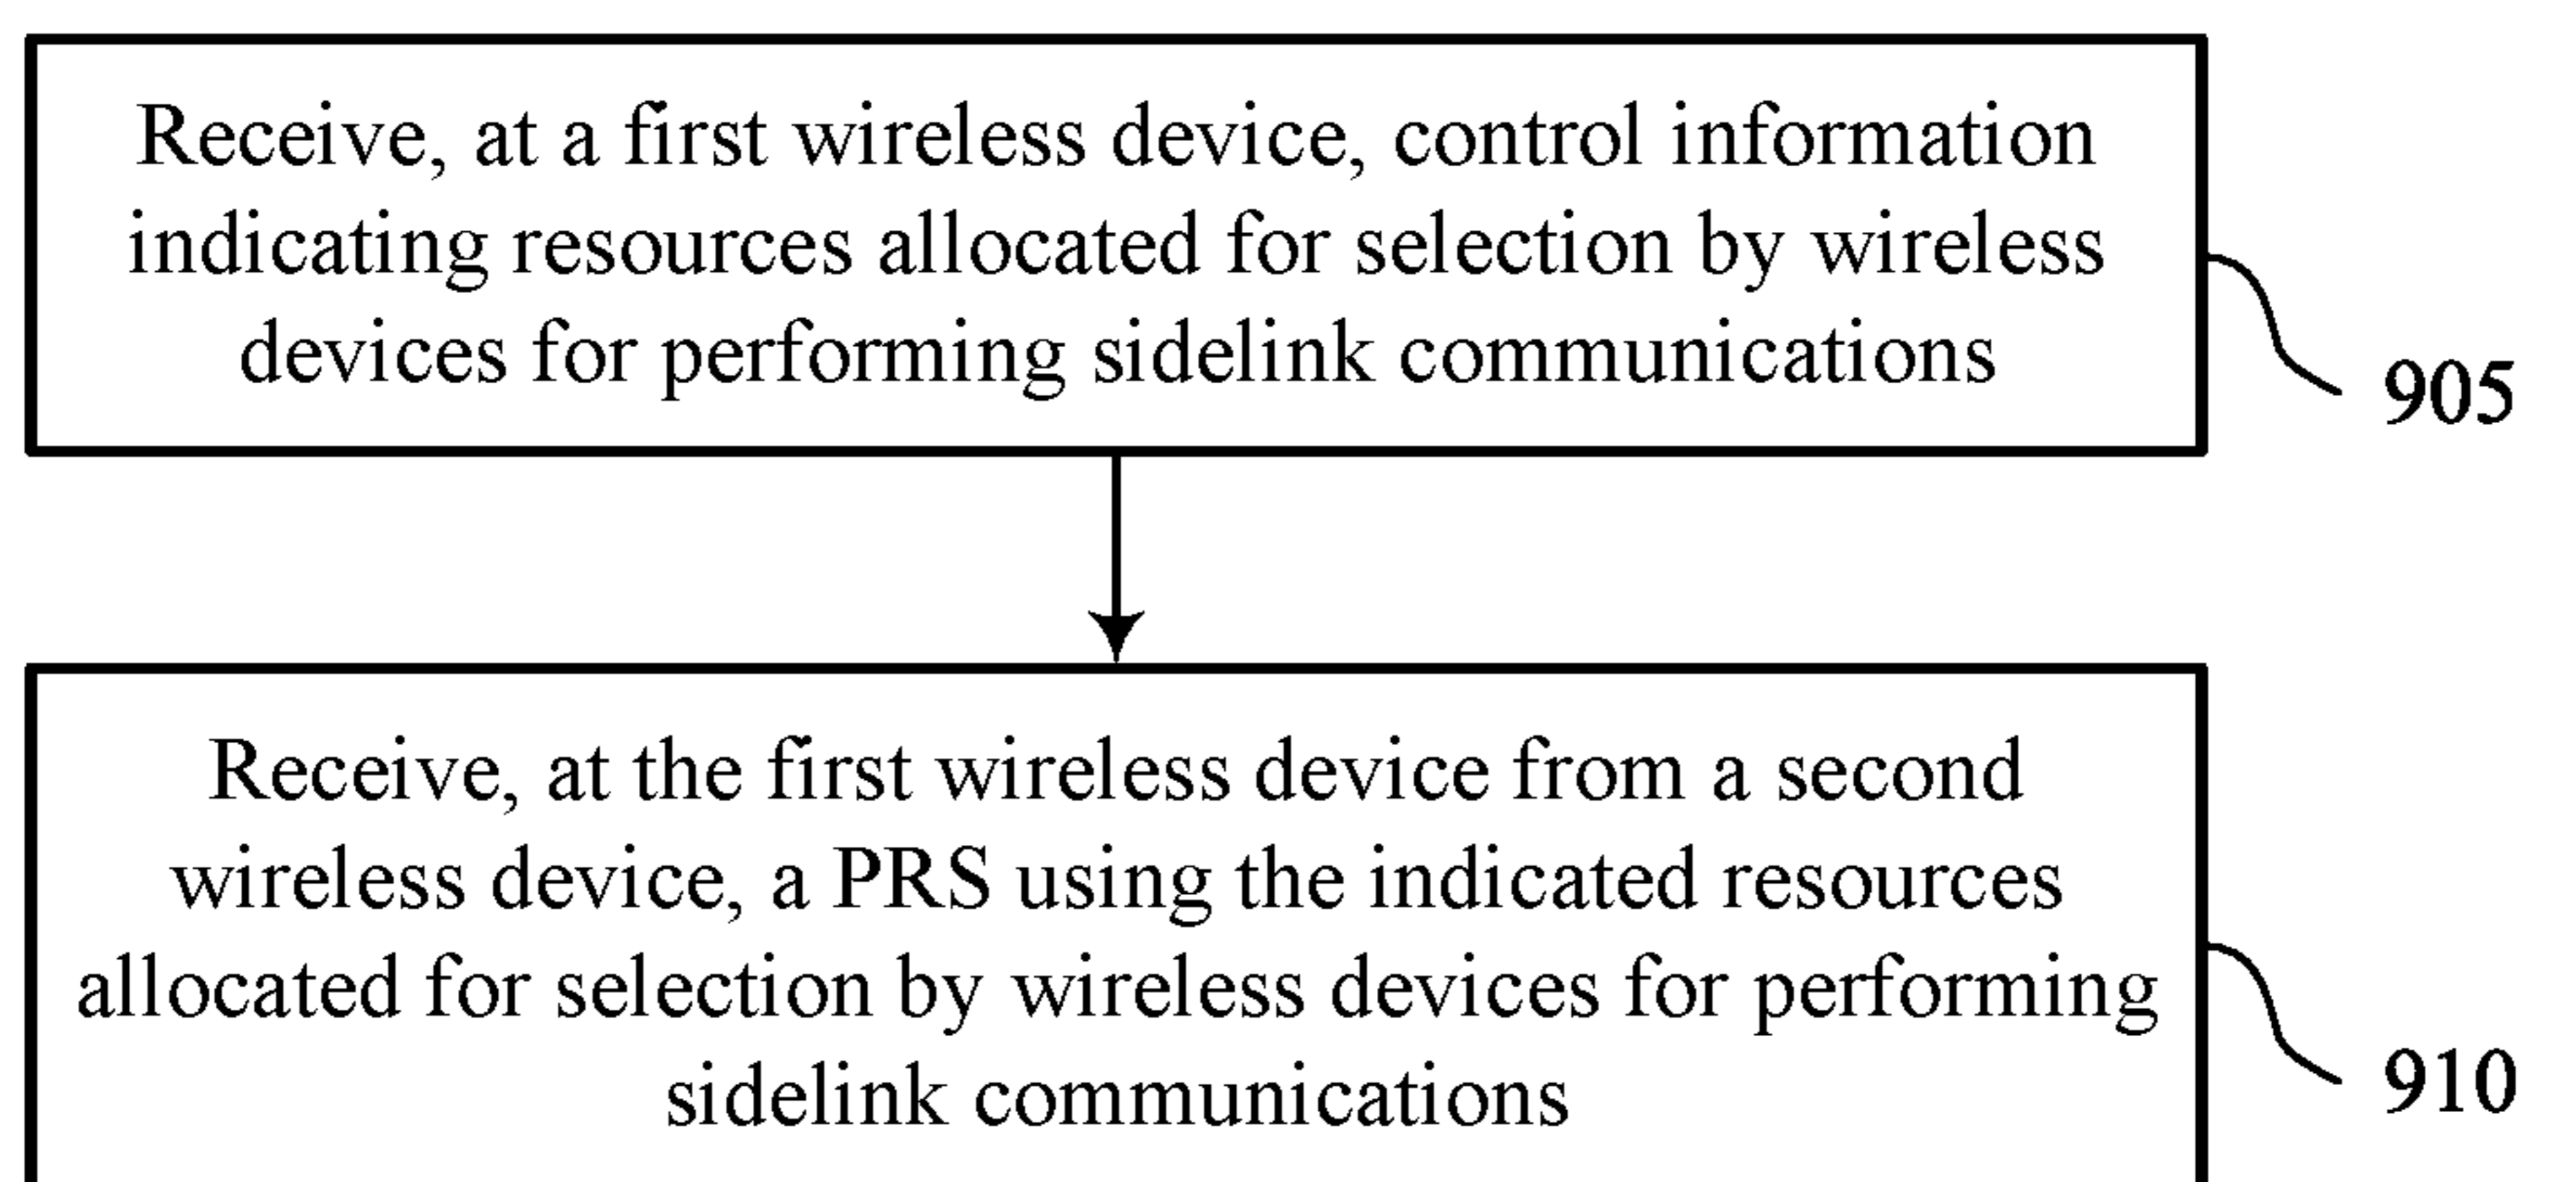 Receive, at a first wireless device, control information
indicating resources allocated for selection by wireless
devices for performing sidelink communications
905
Receive, at the first wireless device from a second
wireless device, a PRS using the indicated resources
allocated for selection by wireless devices for performing
sidelink communications
910